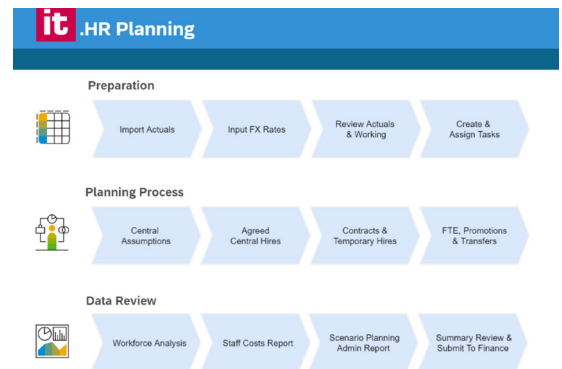 it .HR Planning
Preparation
Import Actuals
Input FX Rates
Review Actuals
& Working
Create &
Assign Tasks
Planning Process
Central
Assumptions
Agreed
Central Hires
Contracts &
Temporary Hires
FTE, Promotions
& Transfers
Data Review
Workforce Analysis
Staff Costs Report
Scenario Planning
Admin Report
Summary Review &
Submit To Finance